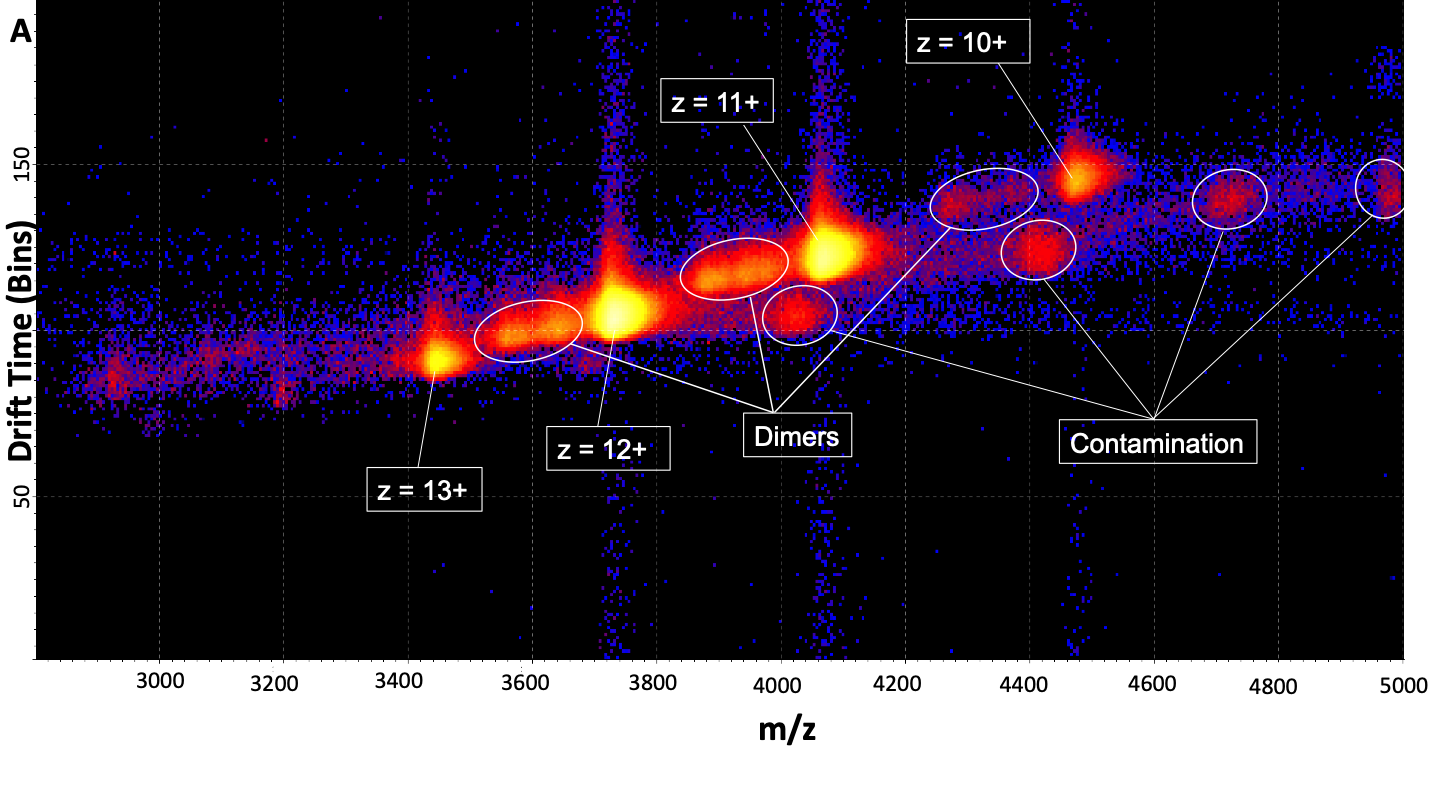 A
z = 10+
z = 11+
150
Drift Time (Bins)
Dimers
Contamination
z = 12+
z = 13+
50
3000 3200 3400 3600 3800 4000 4200 4400 4600 4800 5000
m/z